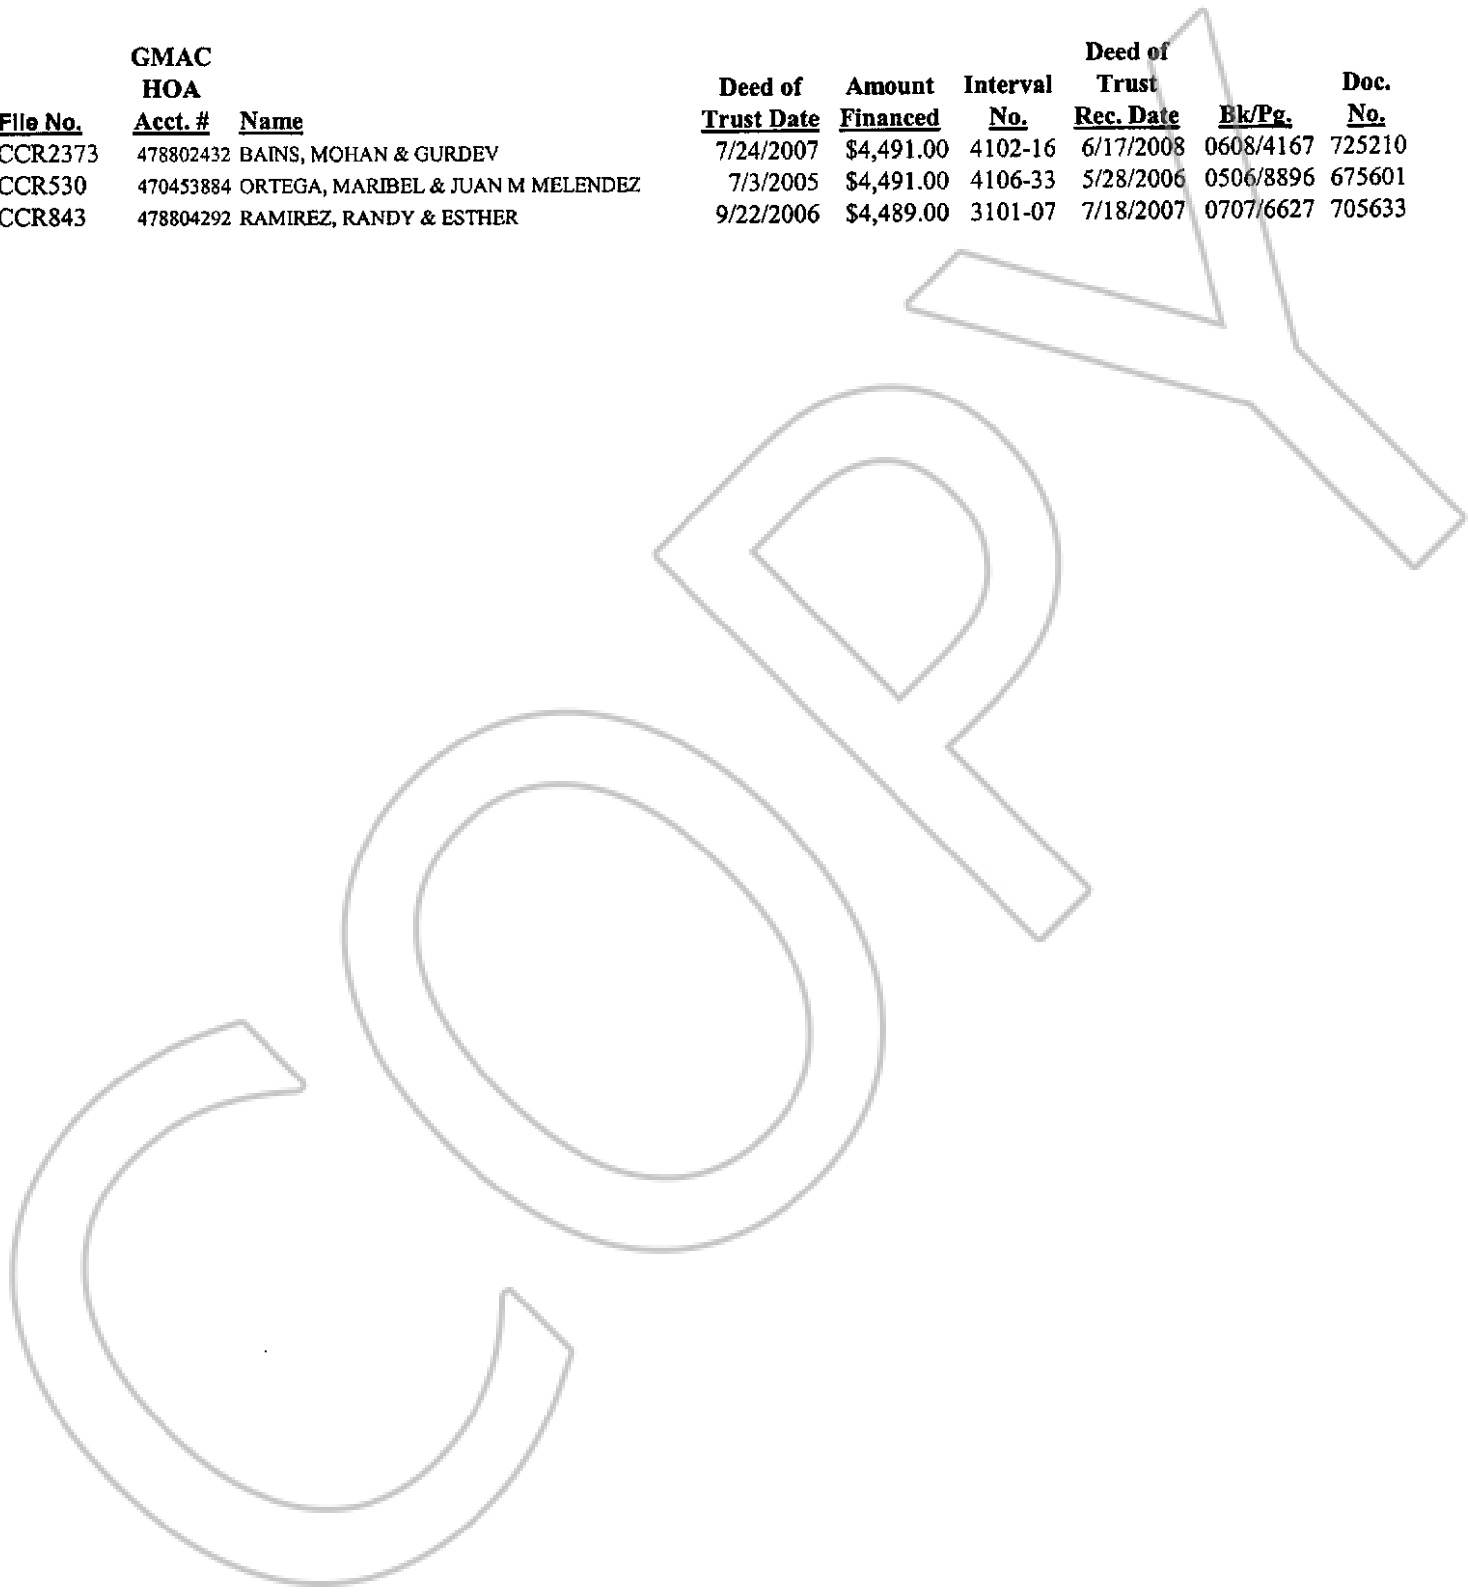 GMAC
HOA
Deed of
Deed of Amount Interval Trust Doc.
File No. Acct. # Name Trust Date Financed No. Rec. Date Bk/Pg. No.
CCR2373 478802432 BAINS, MOHAN & GURDEV 7/24/2007 $4,491.00 4102-16 6/17/2008 0608/4167 725210
CCR530 470453884 ORTEGA, MARIBEL & JUAN M MELENDEZ 7/3/2005 $4,491.00 4106-33 5/28/2006 0506/8896 675601
CCR843 478804292 RAMIREZ, RANDY & ESTHER 9/22/2006 $4,489.00 3101-07 7/18/2007 0707/6627 705633
COPY